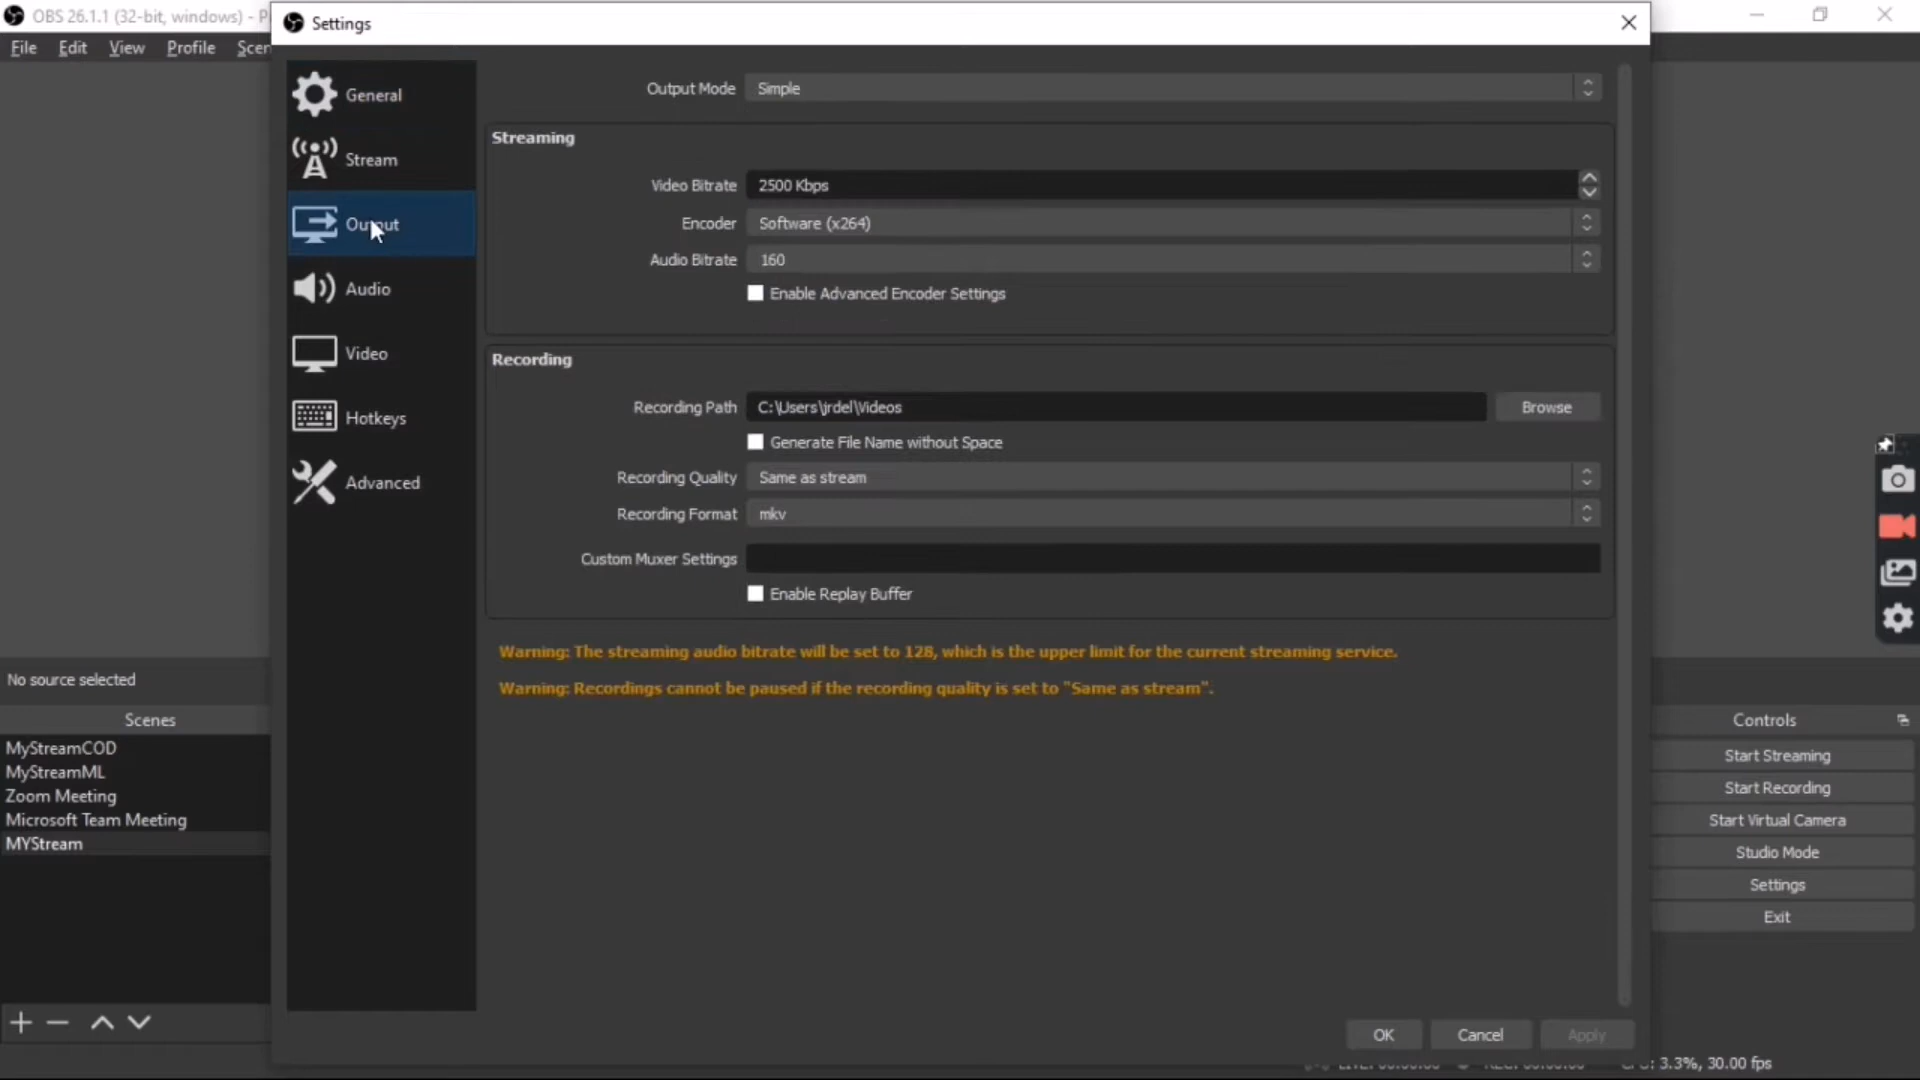 OBS 26.1.1 (32-bit, windows) - P
File Edit View Profile Scen
Settings
General
Stream
Output
Audio
Video
Hotkeys
Advanced
Output Mode Simple
Streaming
Video Bitrate 2500 Kbps
Encoder Software (x264)
Audio Bitrate 160
Enable Advanced Encoder Settings
Recording
Recording Path C:\Users\jrdel\Videos Browse
Generate File Name without Space
Recording Quality Same as stream
Recording Format mkv
Custom Muxer Settings
Enable Replay Buffer
Warning: The streaming audio bitrate will be set to 128, which is the upper limit for the current streaming service.
Warning: Recordings cannot be paused if the recording quality is set to "Same as stream".
OK Cancel Apply
No source selected
Scenes
MyStreamCOD
MyStreamML
Zoom Meeting
Microsoft Team Meeting
MYStream
Controls
Start Streaming
Start Recording
Start Virtual Camera
Studio Mode
Settings
Exit
3.3%, 30.00 fps